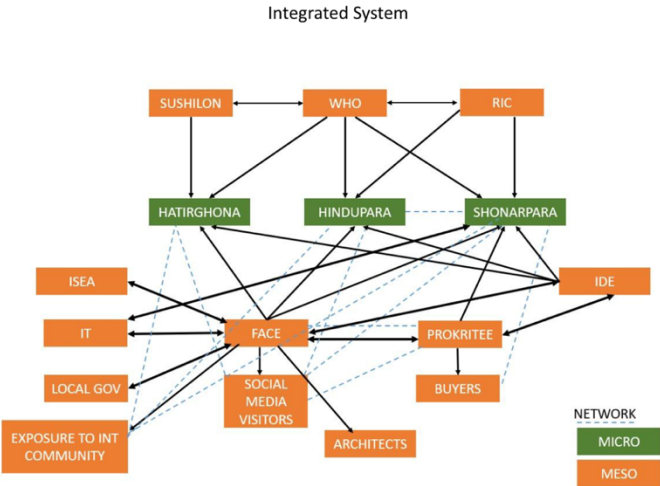 Integrated System
SUSHILON
WHO
RIC
HATIRGHONA
HINDUPARA
SHONARPARA
ISEA
IDE
IT
FACE
PROKRITEE
LOCAL GOV
SOCIAL
MEDIA
VISITORS
BUYERS
EXPOSURE TO INT
COMMUNITY
ARCHITECTS
NETWORK
MICRO
MESO